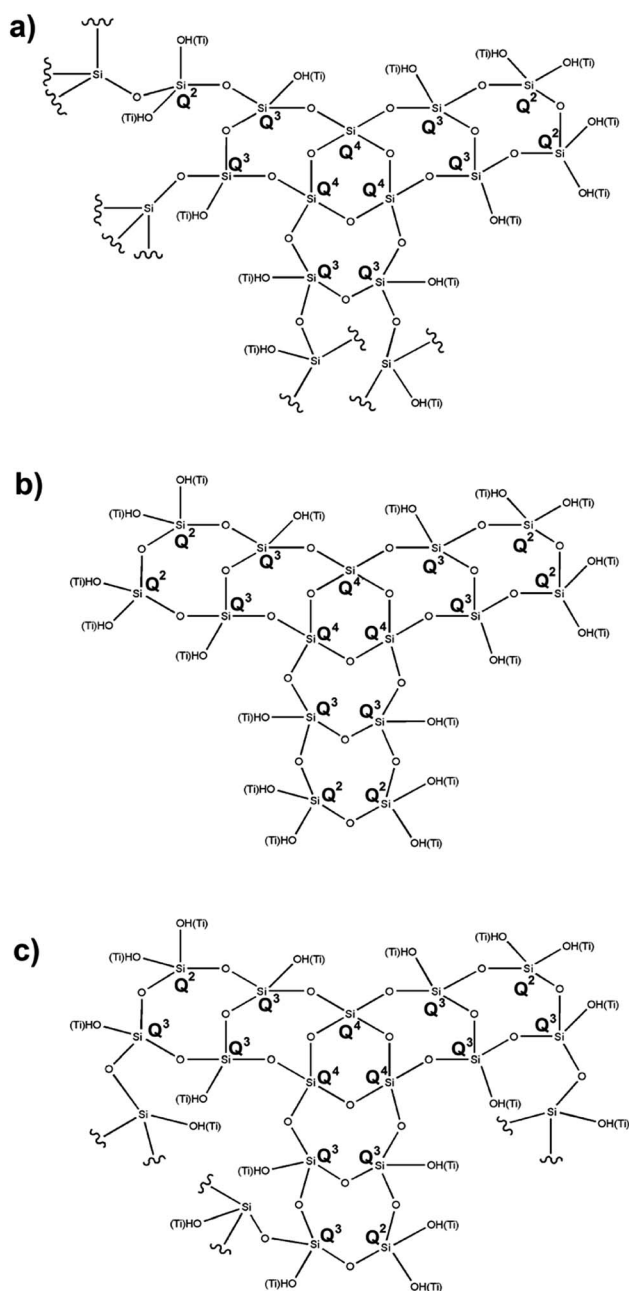 a)
OH(Ti) (Ti)HO OH(Ti)
Si Si O OH(Ti) (Ti)HO O Si
O Q² Q² O
(Ti)HO Si O O Si OH(Ti)
Q³ Q³
O Si O Q²
Q⁴ O Si
Q³ O O Q³ O
O Si O O Si OH(Ti)
Q⁴ Q⁴
Si (Ti)HO Si Si OH(Ti)
O
O O
Q³ Q³
(Ti)HO Si Si OH(Ti)
O
O O
(Ti)HO Si Si
OH(Ti)
b)
OH(Ti) (Ti)HO OH(Ti)
(Ti)HO Si O OH(Ti) (Ti)HO O Si
Q² Q²
O Si O O Si O
Q³ Q³ OH(Ti)
(Ti)HO O Si O Q²
Si Q² Q⁴ O Si
(Ti)HO Q³ O O Q³
O Si O O Si OH(Ti)
Q⁴ Q⁴
(Ti)HO Si Si OH(Ti)
O
O O
Q³ Q³
(Ti)HO Si Si OH(Ti)
O
O O
(Ti)HO Q² Q² OH(Ti)
Si Si
O
(Ti)HO OH(Ti)
c)
OH(Ti) (Ti)HO OH(Ti)
(Ti)HO Si O OH(Ti) (Ti)HO O Si
Q² Q²
O Si O O Si O
Q³ Q³ OH(Ti)
(Ti)HO O Si O Q³
Si Q³ Q⁴ O Si
Q³ O O Q³
O Si O O Si
O Q⁴ Q⁴ O
(Ti)HO Si Si OH(Ti)
Si O Si
OH(Ti) OH(Ti)
O O
Q³ Q³
(Ti)HO Si Si OH(Ti)
O
Si O O
(Ti)HO OH(Ti)
O Q³ Q²
Si Si
O
(Ti)HO OH(Ti)